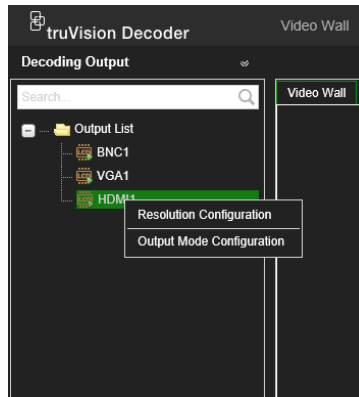 truVision Decoder
Video Wall
Decoding Output
Search...
Video Wall
Output List
BNC1
VGA1
HDMI1
Resolution Configuration
Output Mode Configuration